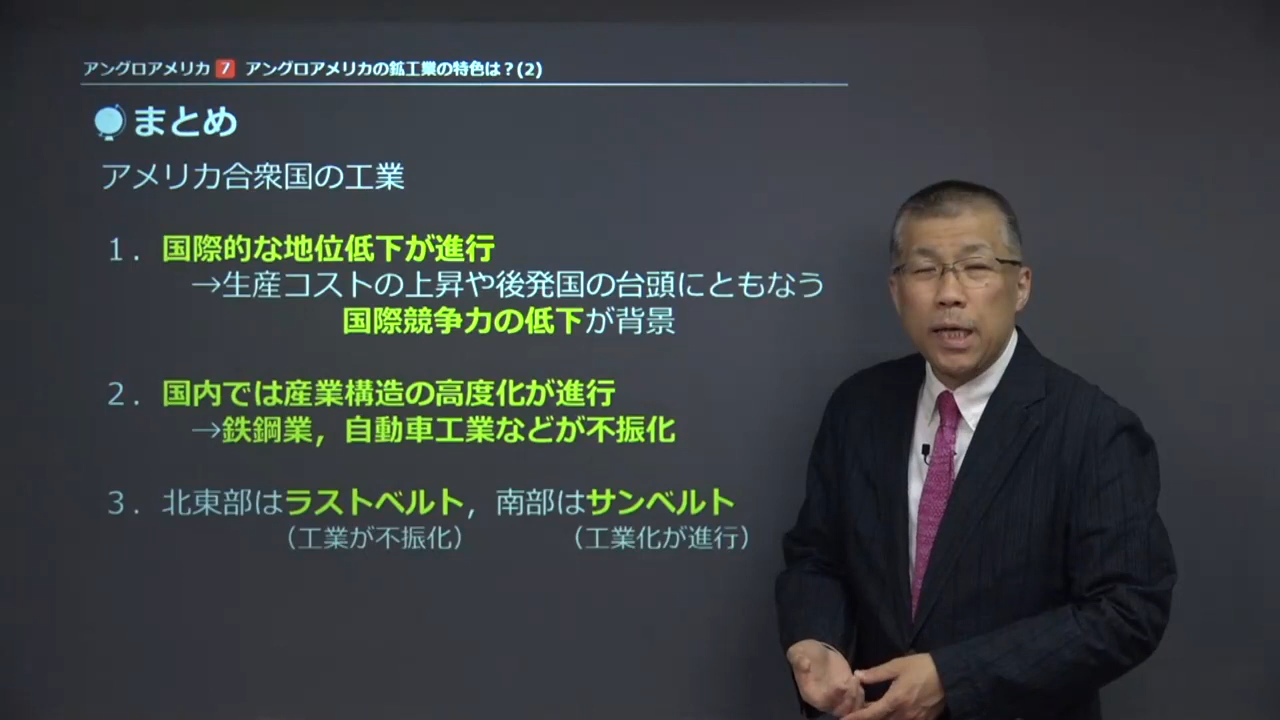 アングロアメリカ 7 アングロアメリカの鉱工業の特色は？(2)
まとめ
アメリカ合衆国の工業
１．国際的な地位低下が進行
→生産コストの上昇や後発国の台頭にともなう
国際競争力の低下が背景
２．国内では産業構造の高度化が進行
→鉄鋼業，自動車工業などが不振化
３．北東部はラストベルト，南部はサンベルト
（工業が不振化） （工業化が進行）